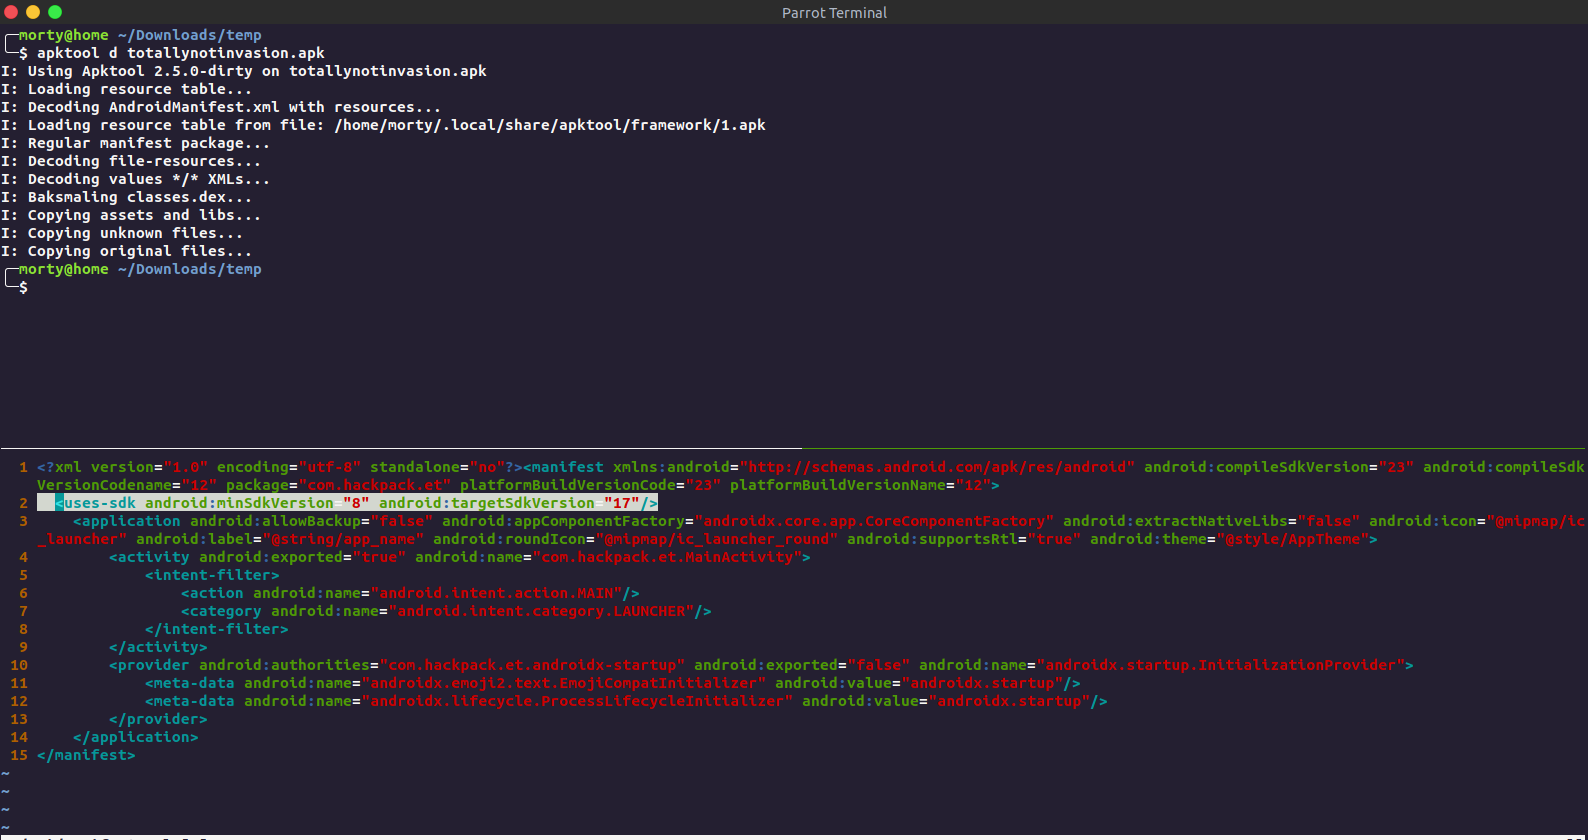 Parrot Terminal
morty@home ~/Downloads/temp
$ apktool d totallynotinvasion.apk
I: Using Apktool 2.5.0-dirty on totallynotinvasion.apk
I: Loading resource table...
I: Decoding AndroidManifest.xml with resources...
I: Loading resource table from file: /home/morty/.local/share/apktool/framework/1.apk
I: Regular manifest package...
I: Decoding file-resources...
I: Decoding values */* XMLs...
I: Baksmaling classes.dex...
I: Copying assets and libs...
I: Copying unknown files...
I: Copying original files...
morty@home ~/Downloads/temp
$
1 <?xml version="1.0" encoding="utf-8" standalone="no"?><manifest xmlns:android="http://schemas.android.com/apk/res/android" android:compileSdkVersion="23" android:compileSdk
VersionCodename="12" package="com.hackpack.et" platformBuildVersionCode="23" platformBuildVersionName="12">
2 <uses-sdk android:minSdkVersion="8" android:targetSdkVersion="17"/>
3 <application android:allowBackup="false" android:appComponentFactory="androidx.core.app.CoreComponentFactory" android:extractNativeLibs="false" android:icon="@mipmap/ic
_launcher" android:label="@string/app_name" android:roundIcon="@mipmap/ic_launcher_round" android:supportsRtl="true" android:theme="@style/AppTheme">
4 <activity android:exported="true" android:name="com.hackpack.et.MainActivity">
5 <intent-filter>
6 <action android:name="android.intent.action.MAIN"/>
7 <category android:name="android.intent.category.LAUNCHER"/>
8 </intent-filter>
9 </activity>
10 <provider android:authorities="com.hackpack.et.androidx-startup" android:exported="false" android:name="androidx.startup.InitializationProvider">
11 <meta-data android:name="androidx.emoji2.text.EmojiCompatInitializer" android:value="androidx.startup"/>
12 <meta-data android:name="androidx.lifecycle.ProcessLifecycleInitializer" android:value="androidx.startup"/>
13 </provider>
14 </application>
15 </manifest>
~
~
~
~